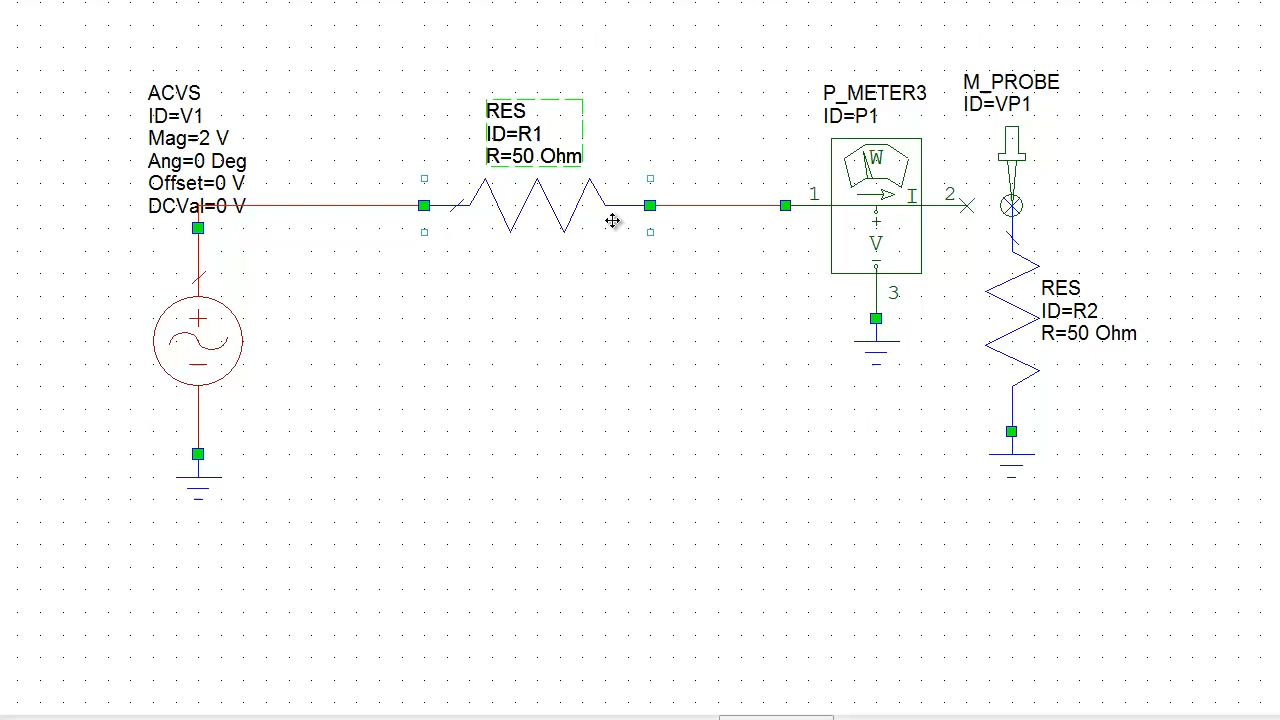 ACVS
ID=V1
Mag=2 V
Ang=0 Deg
Offset=0 V
DCVal=0 V
RES
ID=R1
R=50 Ohm
P_METER3
ID=P1
W
1
I
2
+
V
3
M_PROBE
ID=VP1
RES
ID=R2
R=50 Ohm